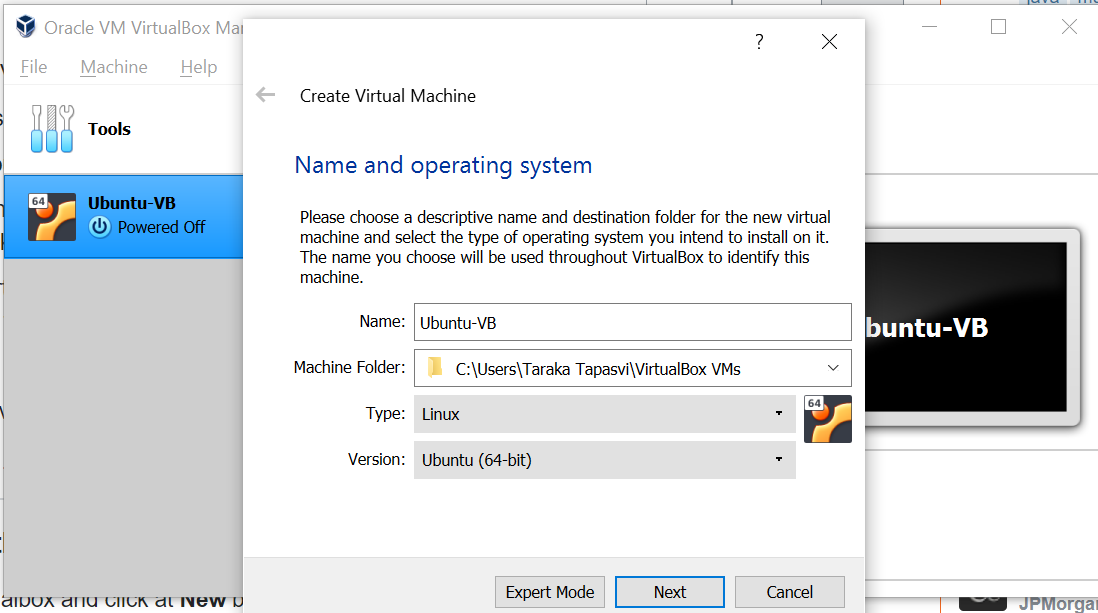 Oracle VM VirtualBox
File Machine Help
Tools
64
Ubuntu-VB
Powered Off
?
Create Virtual Machine
Name and operating system
Please choose a descriptive name and destination folder for the new virtual
machine and select the type of operating system you intend to install on it.
The name you choose will be used throughout VirtualBox to identify this
machine.
Name: Ubuntu-VB
Machine Folder: C:\Users\Taraka Tapasvi\VirtualBox VMs
Type: Linux
64
Version: Ubuntu (64-bit)
Expert Mode Next Cancel
buntu-VB
java
albox and click at New b
JPMorgan